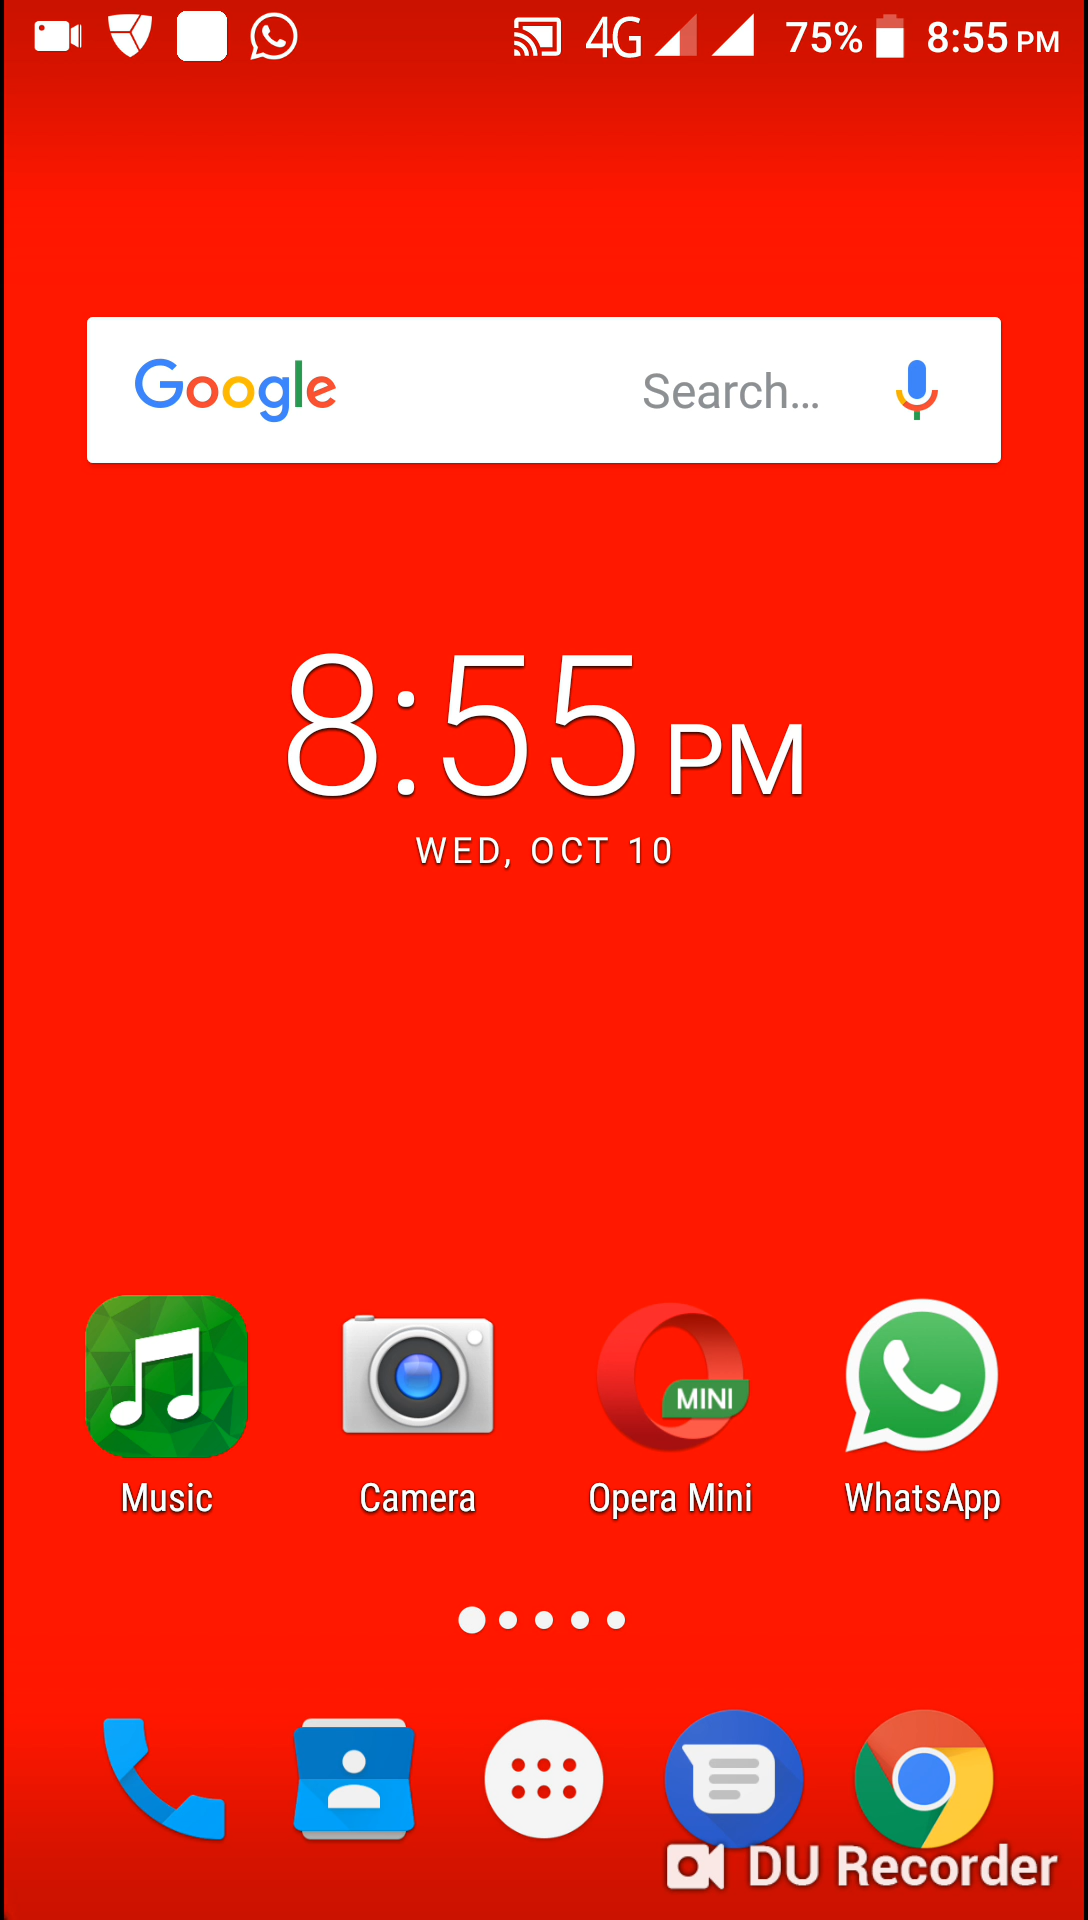 4G 75% 8:55 PM
Google Search...
8:55 PM
WED, OCT 10
MINI
Music Camera Opera Mini WhatsApp
DU Recorder